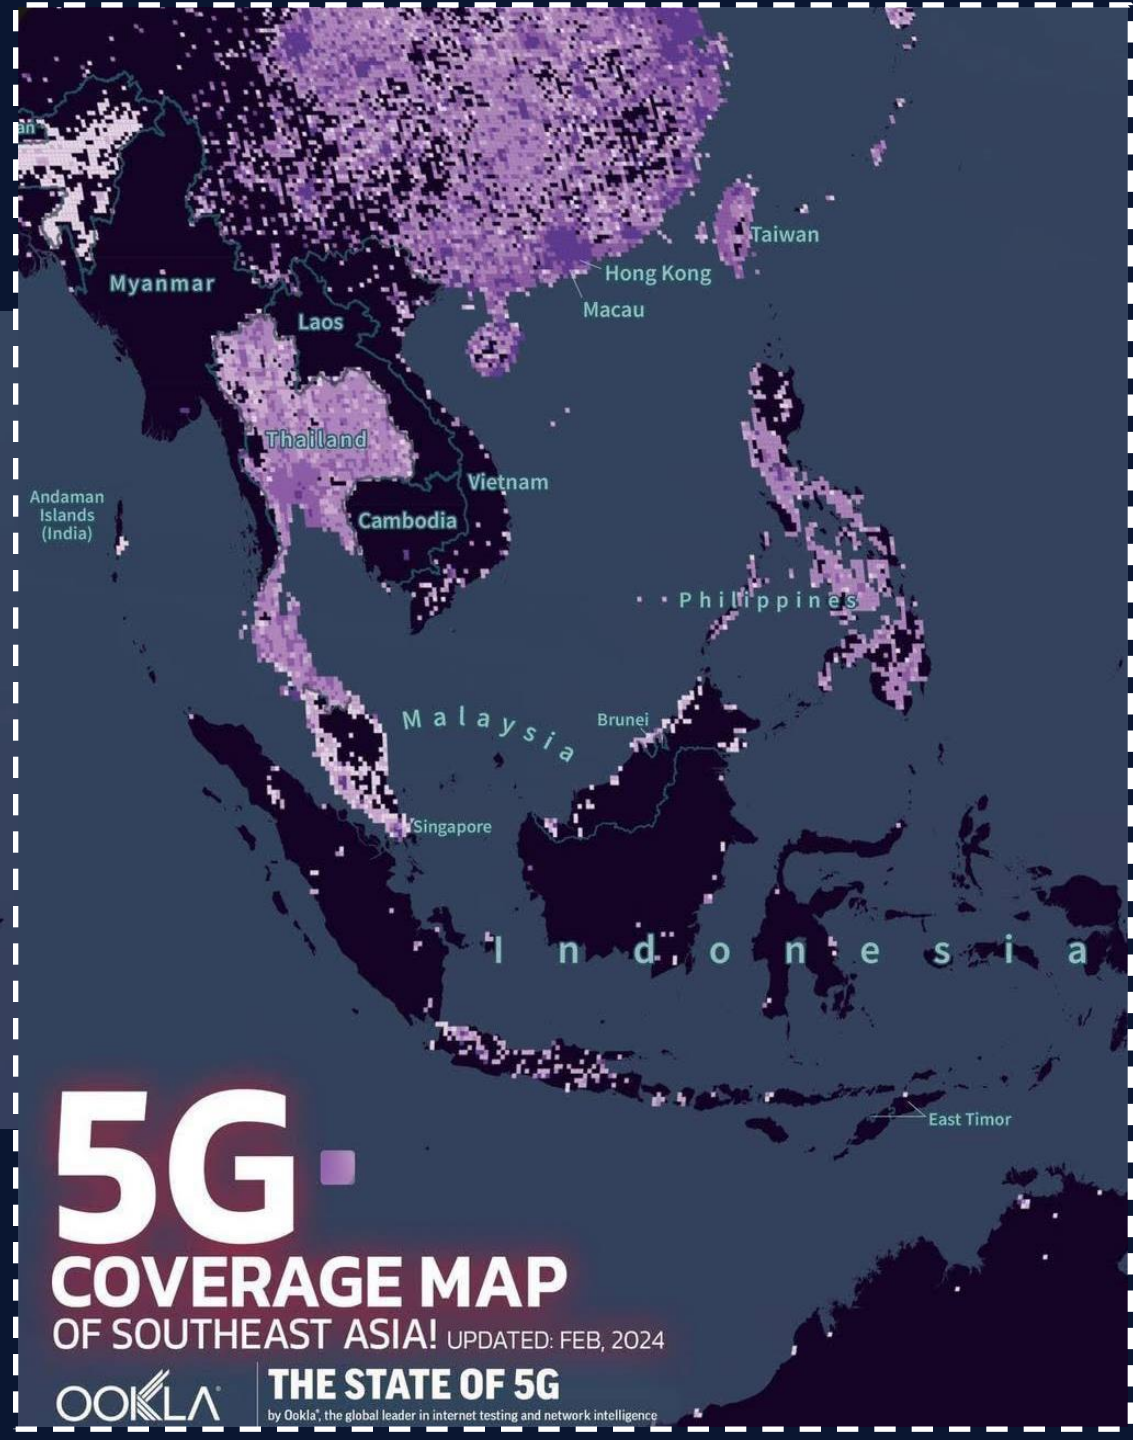 an
Taiwan
Hong Kong
Macau
Myanmar
Laos
Thailand
Vietnam
Andaman
Islands
(India)
Cambodia
Philippines
Malaysia
Brunei
Singapore
Indonesia
East Timor
5G
COVERAGE MAP
OF SOUTHEAST ASIA! UPDATED: FEB, 2024
OOKLA® THE STATE OF 5G
by Ookla®, the global leader in internet testing and network intelligence